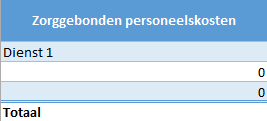 Zorggebonden personeelskosten
Dienst 1
0
0
Totaal